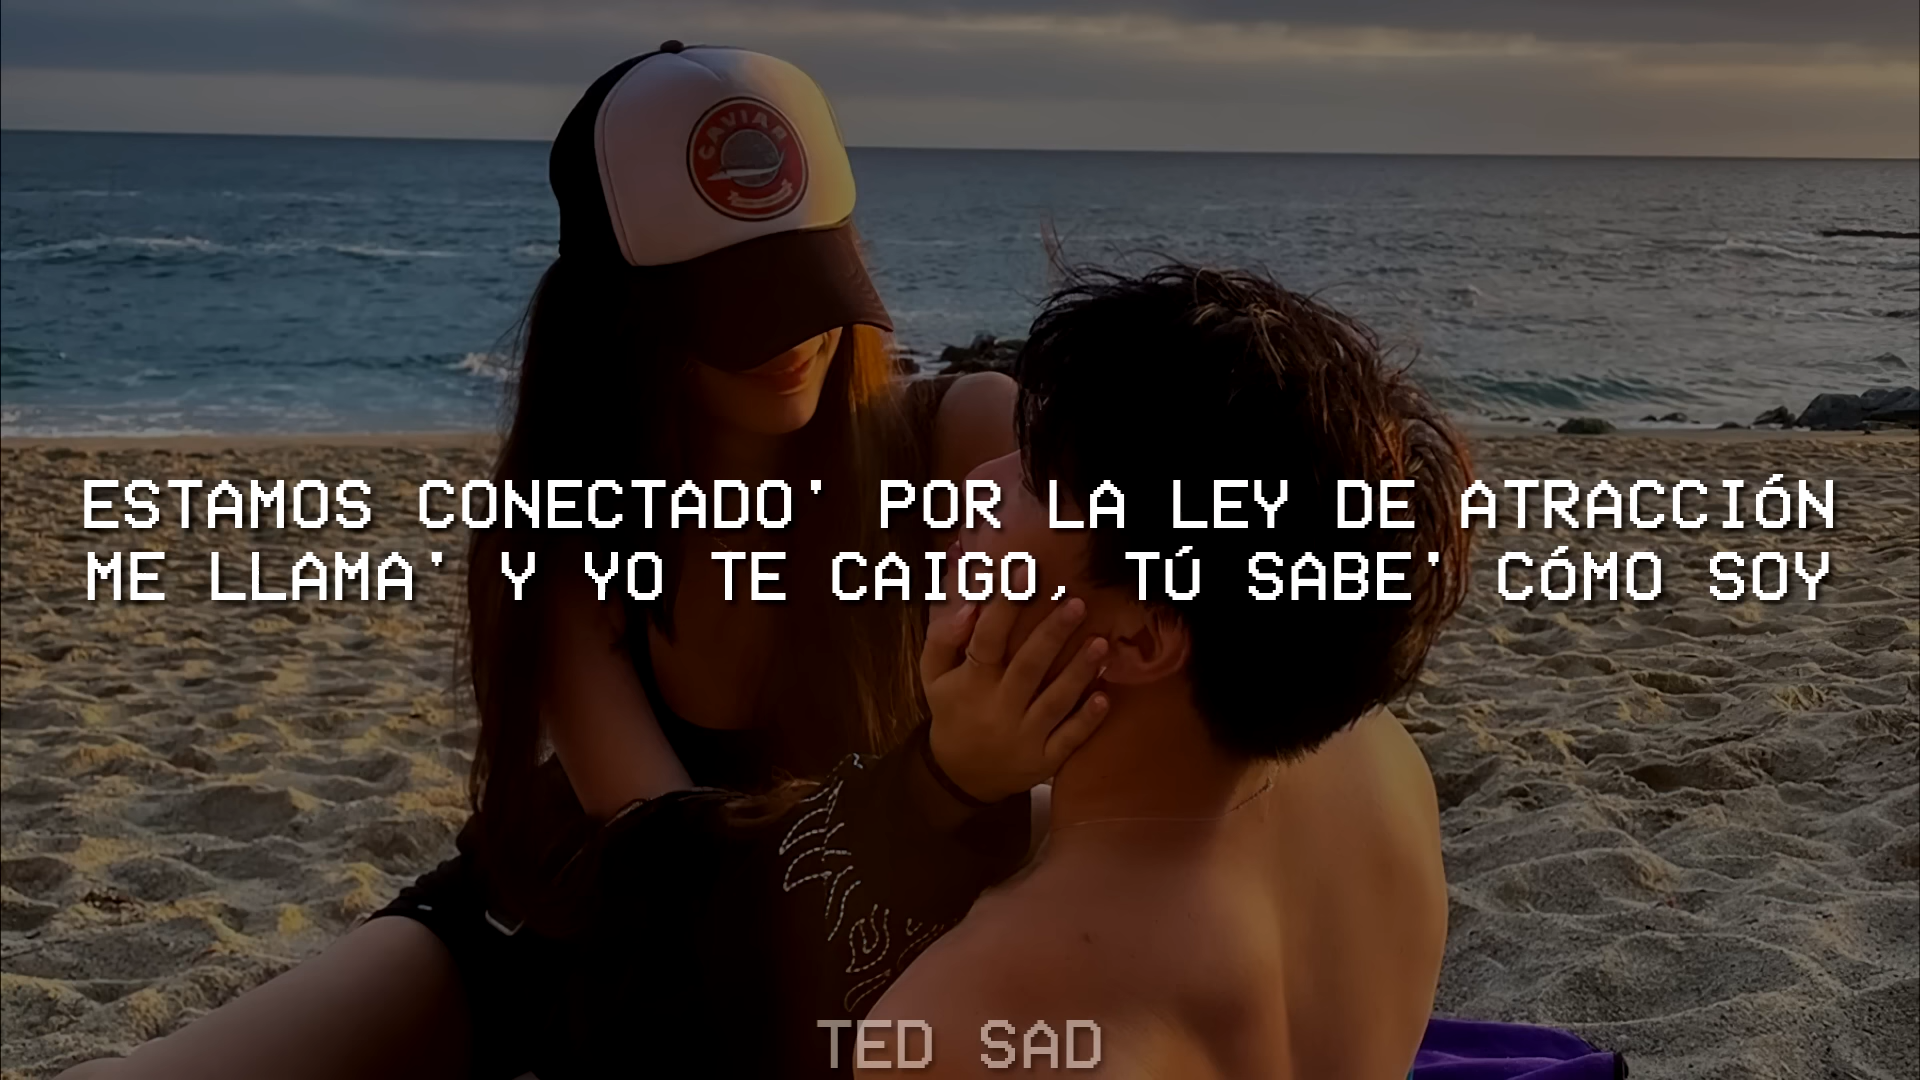 CAVIAR
ESTAMOS CONECTADO' POR LA LEY DE ATRACCIÓN
ME LLAMA' Y YO TE CAIGO, TÚ SABE' CÓMO SOY
TED SAD